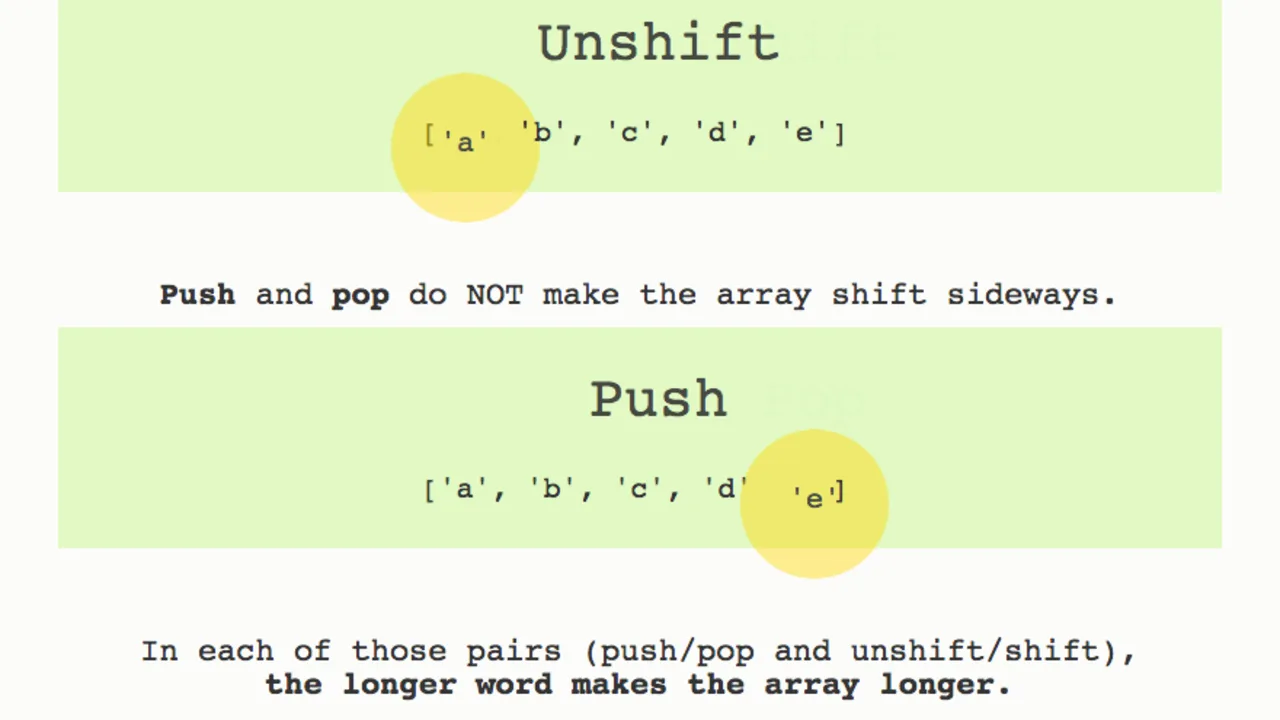 Unshift
['a' 'b', 'c', 'd', 'e']
Push and pop do NOT make the array shift sideways.
Push Pop
['a', 'b', 'c', 'd' 'e']
In each of those pairs (push/pop and unshift/shift),
the longer word makes the array longer.